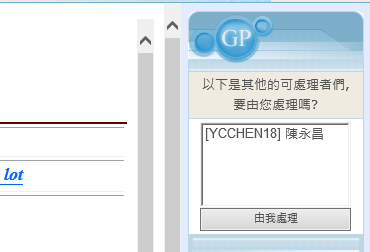 GP
以下是其他的可處理者們,
要由您處理嗎?
[YCCHEN18] 陳永昌
lot
由我處理